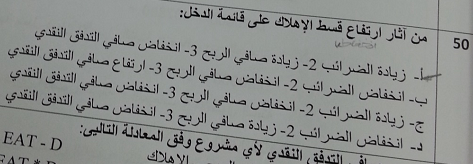 50 من آثار ارتفاع قسط الإهلاك على قائمة الدخل:
أ- زيادة الضرائب 2- زيادة صافي الربح 3- انخفاض صافي التدفق النقدي
ب- انخفاض الضرائب 2- انخفاض صافي الربح 3- ارتفاع صافي التدفق النقدي
ج- زيادة الضرائب 2- انخفاض صافي الربح 3- انخفاض صافي التدفق النقدي
د- انخفاض الضرائب 2- زيادة صافي الربح 3- انخفاض صافي التدفق النقدي
التدفق النقدي لأي مشروع وفق المعادلة التالية:
EAT - D
الإهلاك